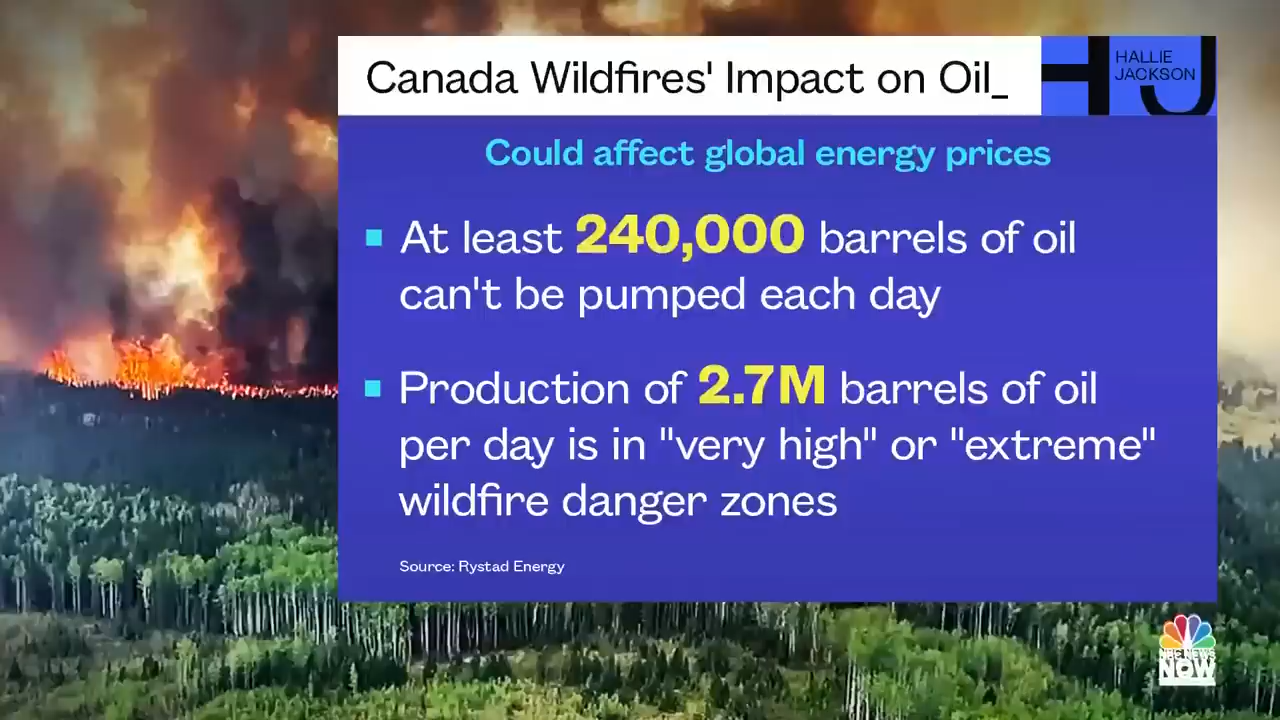 Canada Wildfires' Impact on Oil_
HALLIE
JACKSON
Could affect global energy prices
At least 240,000 barrels of oil
can't be pumped each day
Production of 2.7M barrels of oil
per day is in "very high" or "extreme"
wildfire danger zones
Source: Rystad Energy
NBC NEWS
NOW